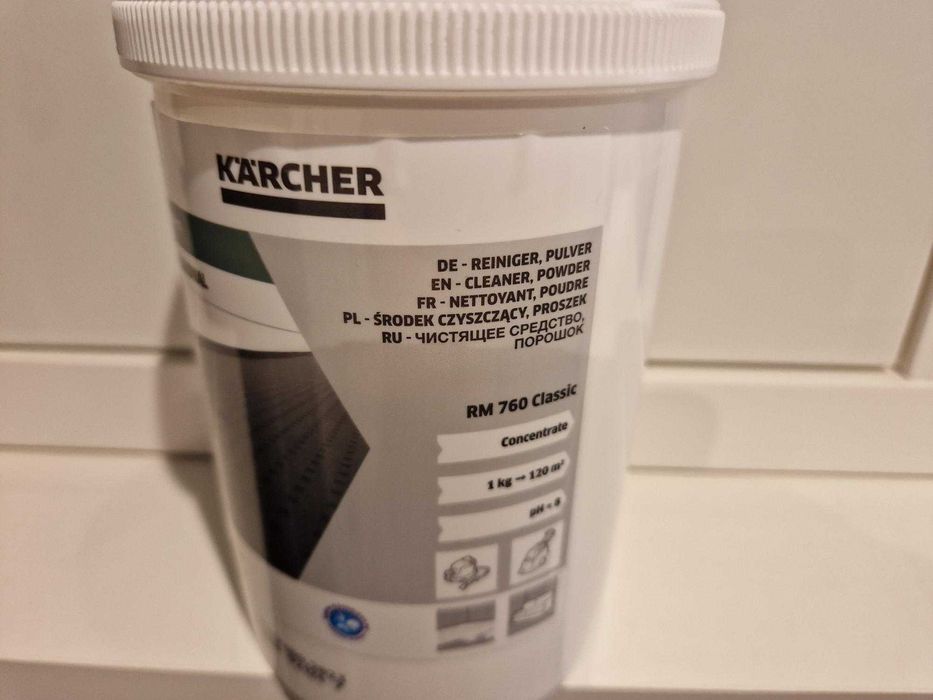 KÄRCHER
DE - REINIGER, PULVER
EN - CLEANER, POWDER
FR - NETTOYANT, POUDRE
PL - ŚRODEK CZYSZCZĄCY, PROSZEK
RU - ЧИСТЯЩЕЕ СРЕДСТВО,
ПОРОШОК
RM 760 Classic
Concentrate
1 kg → 120 m²